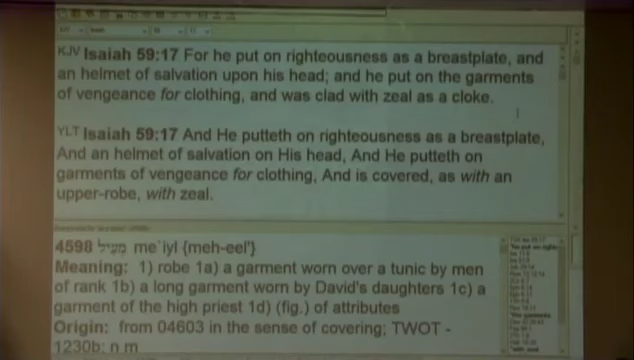 KJV Isaiah 59:17 For he put on righteousness as a breastplate, and
an helmet of salvation upon his head; and he put on the garments
of vengeance for clothing, and was clad with zeal as a cloke.
YLT Isaiah 59:17 And He putteth on righteousness as a breastplate,
And an helmet of salvation on His head, And He putteth on
garments of vengeance for clothing, And is covered, as with an
upper-robe, with zeal.
4598 מעיל me`iyl {meh-eel'}
Meaning: 1) robe 1a) a garment worn over a tunic by men
of rank 1b) a long garment worn by David's daughters 1c) a
garment of the high priest 1d) (fig.) of attributes
Origin: from 04603 in the sense of covering; TWOT -
1230b; n m